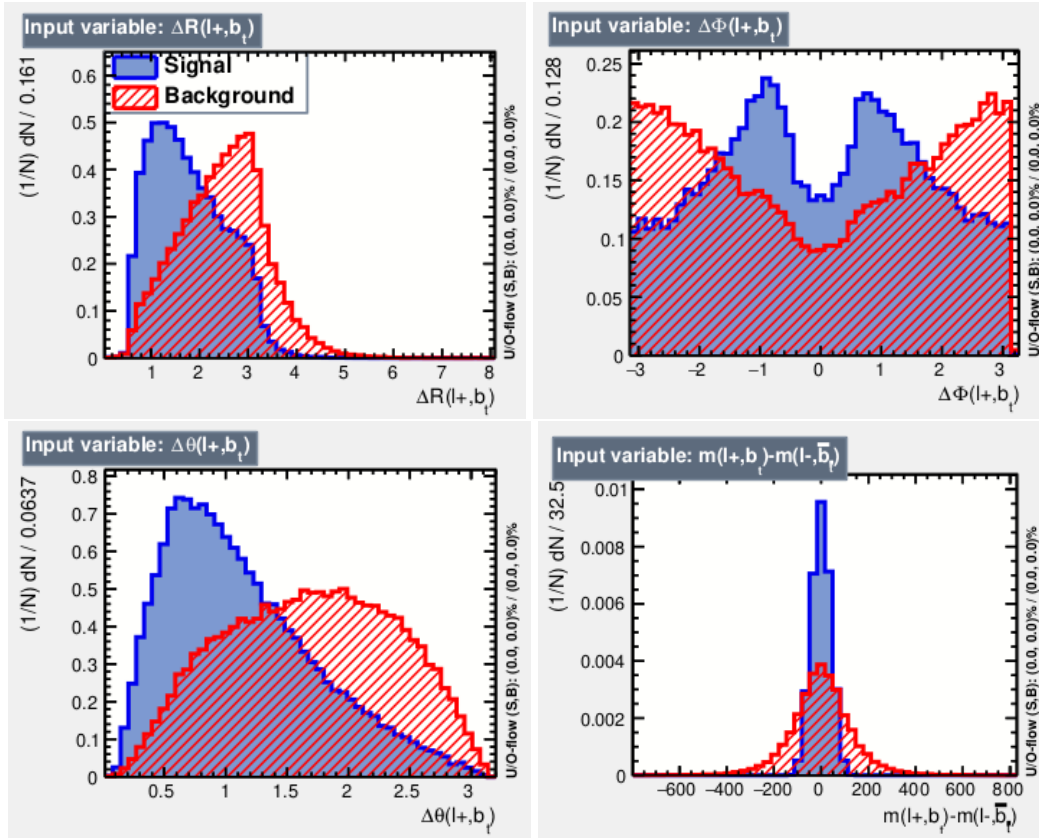 Input variable: ΔR(l+,b_t)
(1/N) dN / 0.161
Signal
Background
0.6
0.5
0.4
0.3
0.2
0.1
0
1 2 3 4 5 6 7 8
ΔR(l+,b_t)
U/O-flow (S,B): (0.0, 0.0)% / (0.0, 0.0)%
Input variable: ΔΦ(l+,b_t)
(1/N) dN / 0.128
0.25
0.2
0.15
0.1
0.05
0
−3 −2 −1 0 1 2 3
ΔΦ(l+,b_t)
U/O-flow (S,B): (0.0, 0.0)% / (0.0, 0.0)%
Input variable: Δθ(l+,b_t)
(1/N) dN / 0.0637
0.8
0.7
0.6
0.5
0.4
0.3
0.2
0.1
0
0.5 1 1.5 2 2.5 3
Δθ(l+,b_t)
U/O-flow (S,B): (0.0, 0.0)% / (0.0, 0.0)%
Input variable: m(l+,b_t)-m(l-,b̄_t̄)
(1/N) dN / 32.5
0.01
0.008
0.006
0.004
0.002
0
−600 −400 −200 0 200 400 600 800
m(l+,b_t)-m(l-,b̄_t̄)
U/O-flow (S,B): (0.0, 0.0)% / (0.0, 0.0)%